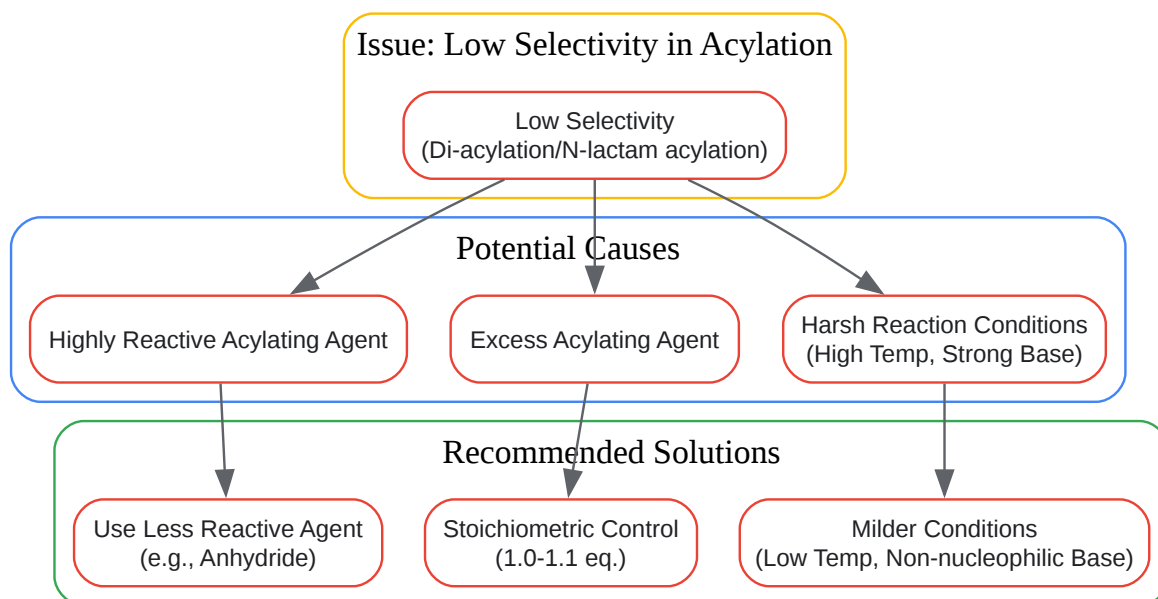 Issue: Low Selectivity in Acylation
Low Selectivity
(Di-acylation/N-lactam acylation)
Potential Causes
Highly Reactive Acylating Agent
Excess Acylating Agent
Harsh Reaction Conditions
(High Temp, Strong Base)
Recommended Solutions
Use Less Reactive Agent
(e.g., Anhydride)
Stoichiometric Control
(1.0-1.1 eq.)
Milder Conditions
(Low Temp, Non-nucleophilic Base)